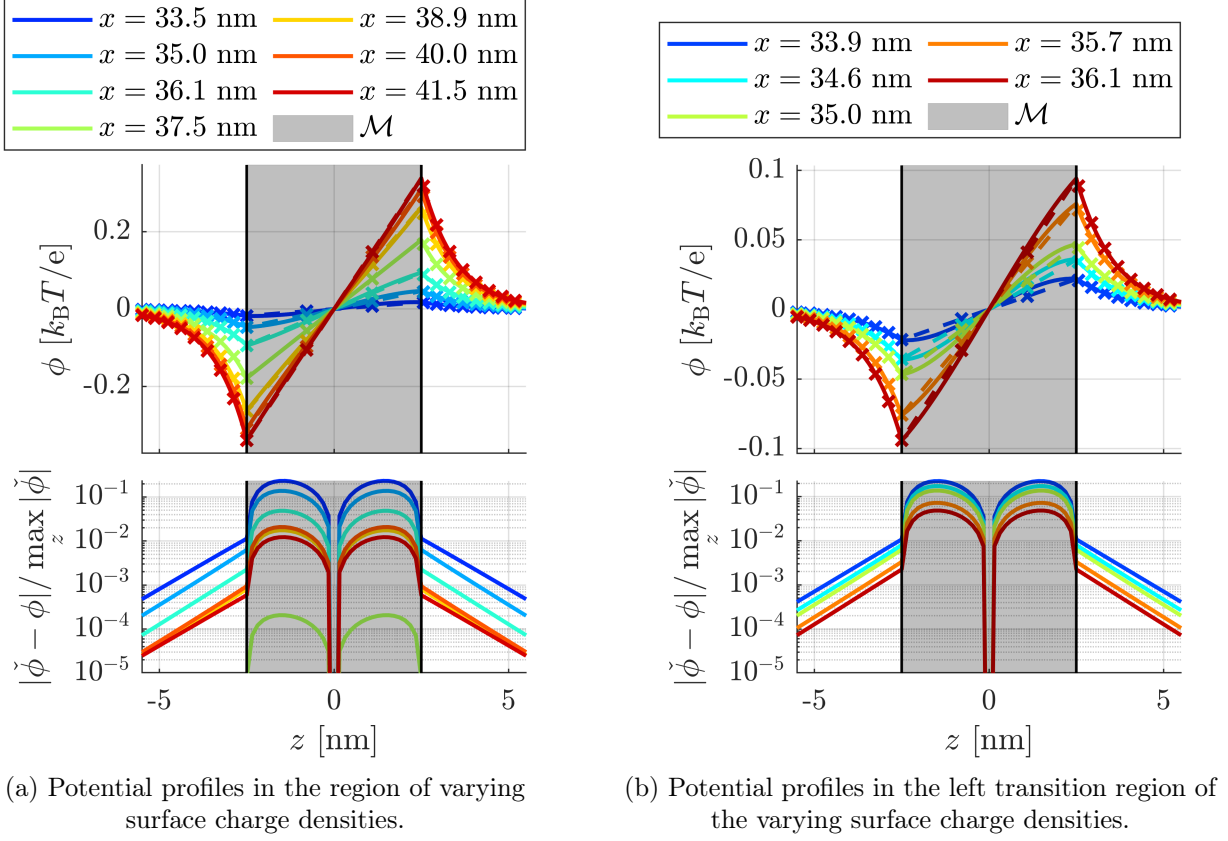 x = 33.5 nm
x = 35.0 nm
x = 36.1 nm
x = 37.5 nm
x = 38.9 nm
x = 40.0 nm
x = 41.5 nm
ℳ
0.2
0
-0.2
ϕ [k_B T/e]
10⁻¹
10⁻²
10⁻³
10⁻⁴
10⁻⁵
|ϕ̌ − ϕ|/ max_z |ϕ̌|
-5 0 5
z [nm]
(a) Potential profiles in the region of varying
surface charge densities.
x = 33.9 nm
x = 34.6 nm
x = 35.0 nm
x = 35.7 nm
x = 36.1 nm
ℳ
0.1
0.05
0
-0.05
-0.1
ϕ [k_B T/e]
10⁻¹
10⁻²
10⁻³
10⁻⁴
10⁻⁵
|ϕ̌ − ϕ|/ max_z |ϕ̌|
-5 0 5
z [nm]
(b) Potential profiles in the left transition region of
the varying surface charge densities.